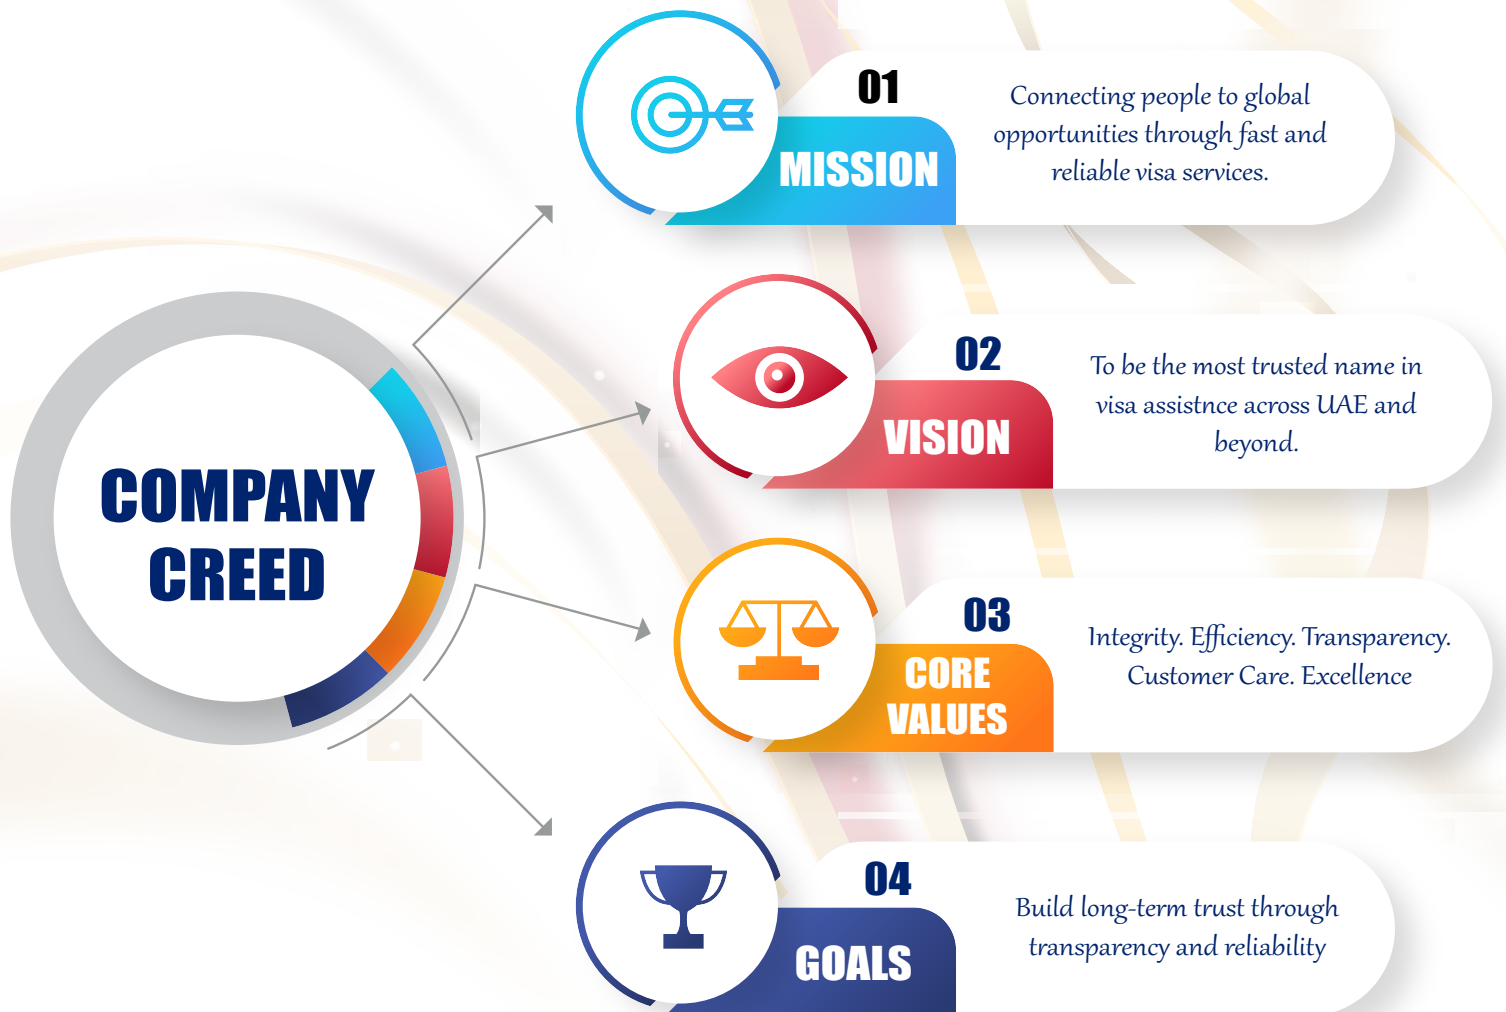 COMPANY
CREED
01
MISSION
Connecting people to global
opportunities through fast and
reliable visa services.
02
VISION
To be the most trusted name in
visa assistnce across UAE and
beyond.
03
CORE
VALUES
Integrity. Efficiency. Transparency.
Customer Care. Excellence
04
GOALS
Build long-term trust through
transparency and reliability